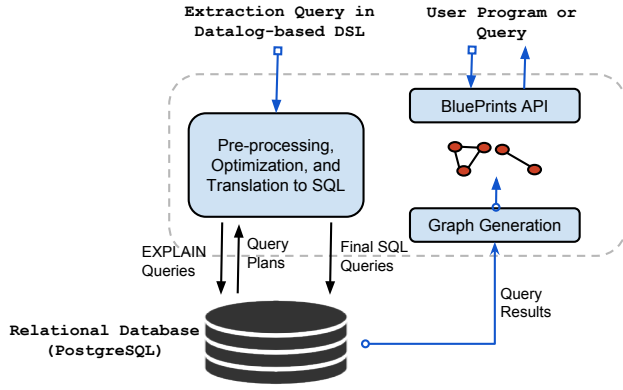 Extraction Query in
Datalog-based DSL
User Program or
Query
BluePrints API
Pre-processing,
Optimization, and
Translation to SQL
Graph Generation
EXPLAIN
Queries
Query
Plans
Final SQL
Queries
Query
Results
Relational Database
(PostgreSQL)